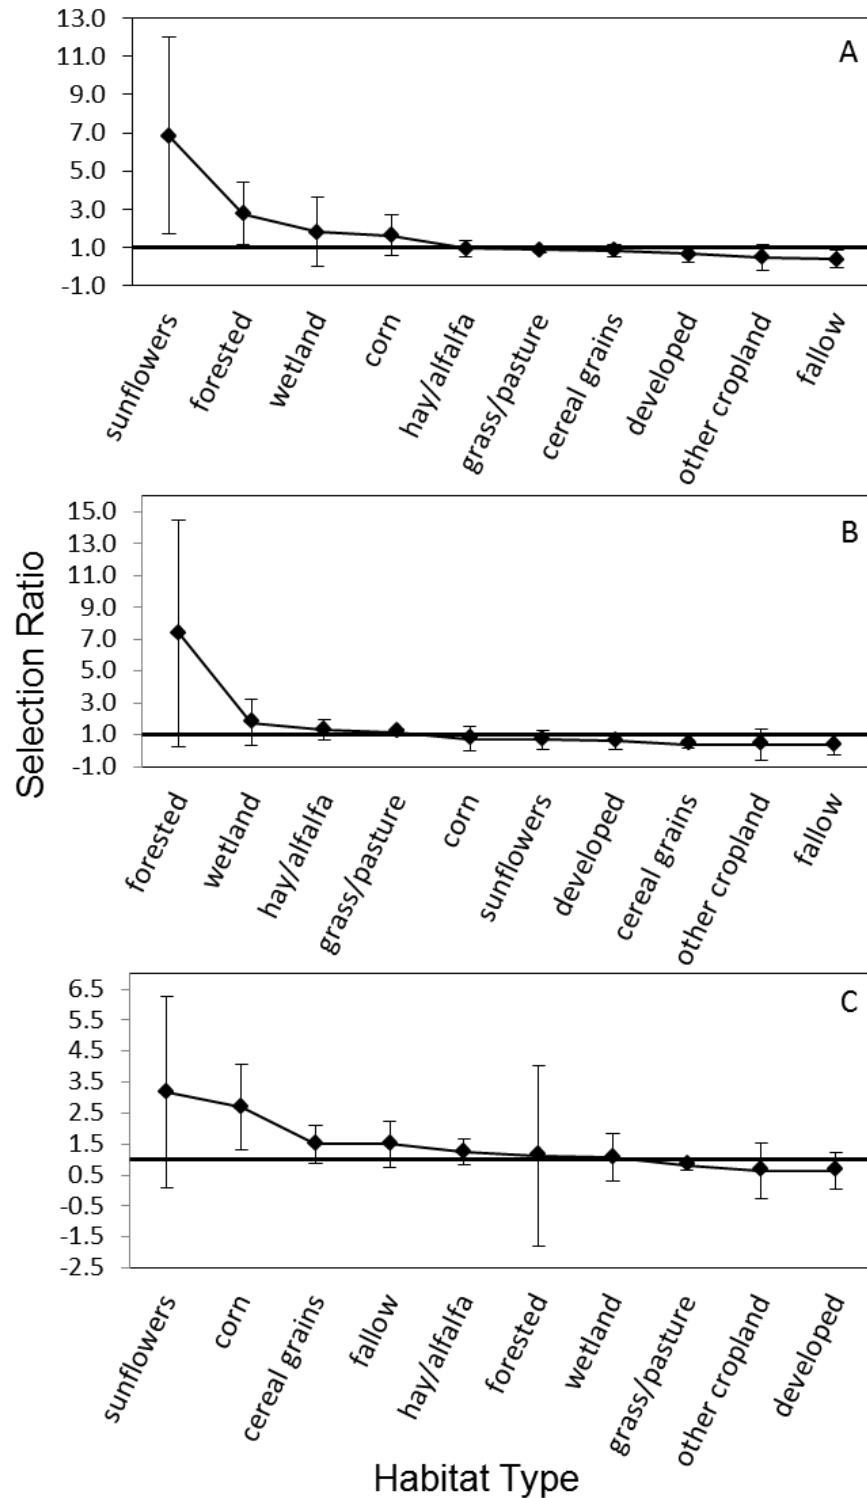 A
13.0
11.0
9.0
7.0
5.0
3.0
1.0
-1.0
sunflowers
forested
wetland
corn
hay/alfalfa
grass/pasture
cereal grains
developed
other cropland
fallow
B
15.0
13.0
11.0
9.0
7.0
5.0
3.0
1.0
-1.0
forested
wetland
hay/alfalfa
grass/pasture
corn
sunflowers
developed
cereal grains
other cropland
fallow
Selection Ratio
C
6.5
5.5
4.5
3.5
2.5
1.5
0.5
-0.5
-1.5
-2.5
sunflowers
corn
cereal grains
fallow
hay/alfalfa
forested
wetland
grass/pasture
other cropland
developed
Habitat Type